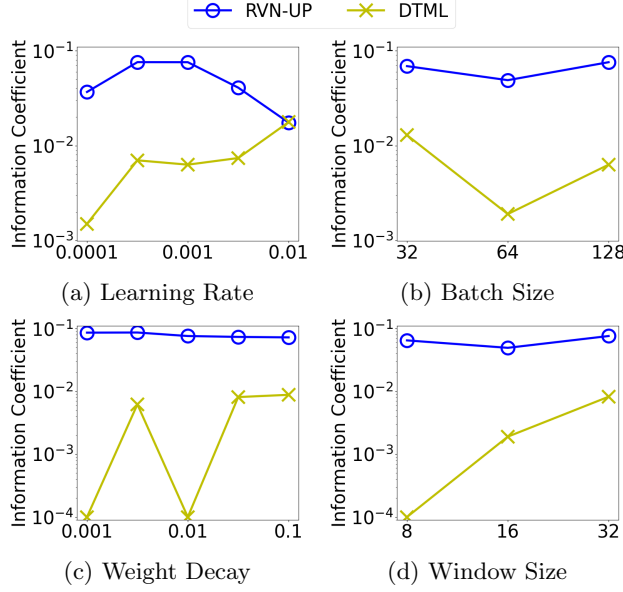 RVN-UP DTML
Information Coefficient
10⁻¹
10⁻²
10⁻³
0.0001 0.001 0.01
(a) Learning Rate
Information Coefficient
10⁻¹
10⁻²
10⁻³
32 64 128
(b) Batch Size
Information Coefficient
10⁻¹
10⁻²
10⁻³
10⁻⁴
0.001 0.01 0.1
(c) Weight Decay
Information Coefficient
10⁻¹
10⁻²
10⁻³
10⁻⁴
8 16 32
(d) Window Size